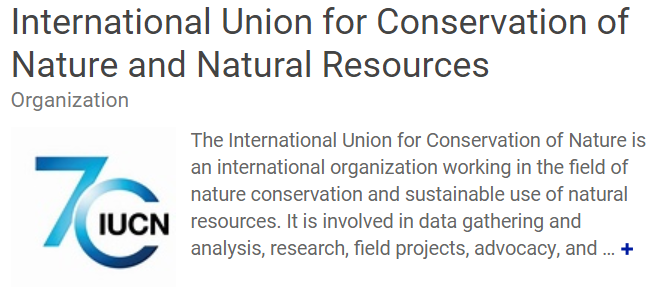 International Union for Conservation of
Nature and Natural Resources
Organization
The International Union for Conservation of Nature is
an international organization working in the field of
nature conservation and sustainable use of natural
resources. It is involved in data gathering and
analysis, research, field projects, advocacy, and ... +
70
IUCN